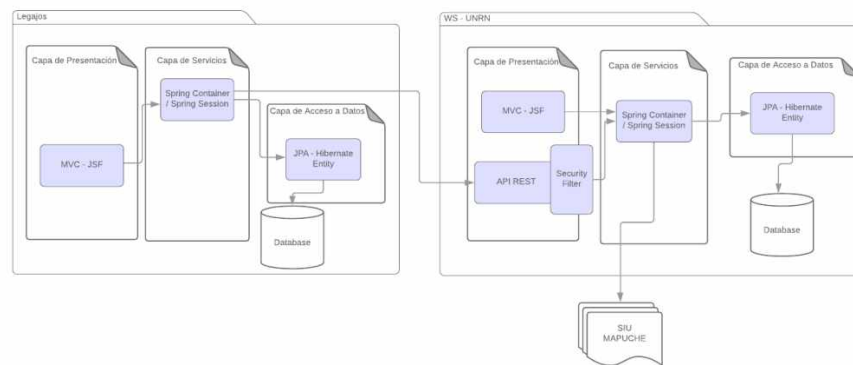 Legajos
Capa de Presentación
Capa de Servicios
Spring Container
/ Spring Session
Capa de Acceso a Datos
MVC - JSF
JPA - Hibernate
Entity
Database
WS - UNRN
Capa de Presentación
Capa de Servicios
Capa de Acceso a Datos
MVC - JSF
Spring Container
/ Spring Session
JPA - Hibernate
Entity
API REST
Security
Filter
Database
SIU
MAPUCHE